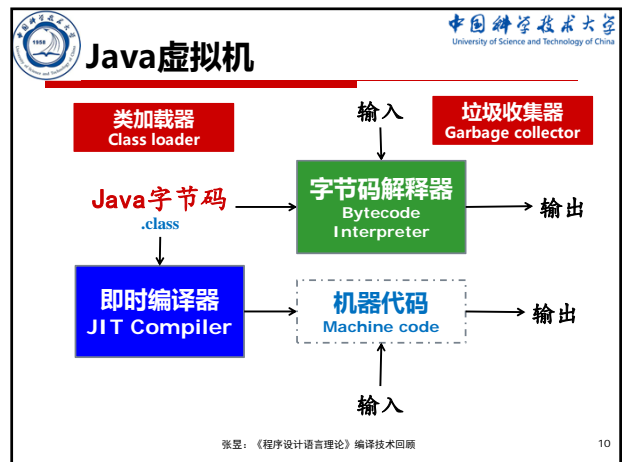 中国科学技术大学
University of Science and Technology of China
1958
Java虚拟机
类加载器
Class loader
输入
垃圾收集器
Garbage collector
Java字节码
.class
字节码解释器
Bytecode
Interpreter
输出
即时编译器
JIT Compiler
机器代码
Machine code
输出
输入
张昱：《程序设计语言理论》编译技术回顾
10